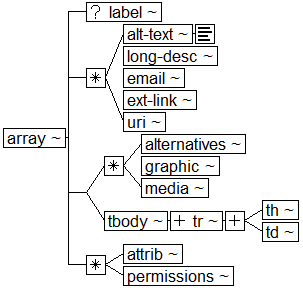 ? label ~
* alt-text ~
long-desc ~
email ~
ext-link ~
uri ~
array ~
* alternatives ~
graphic ~
media ~
tbody ~ + tr ~ + th ~
td ~
* attrib ~
permissions ~